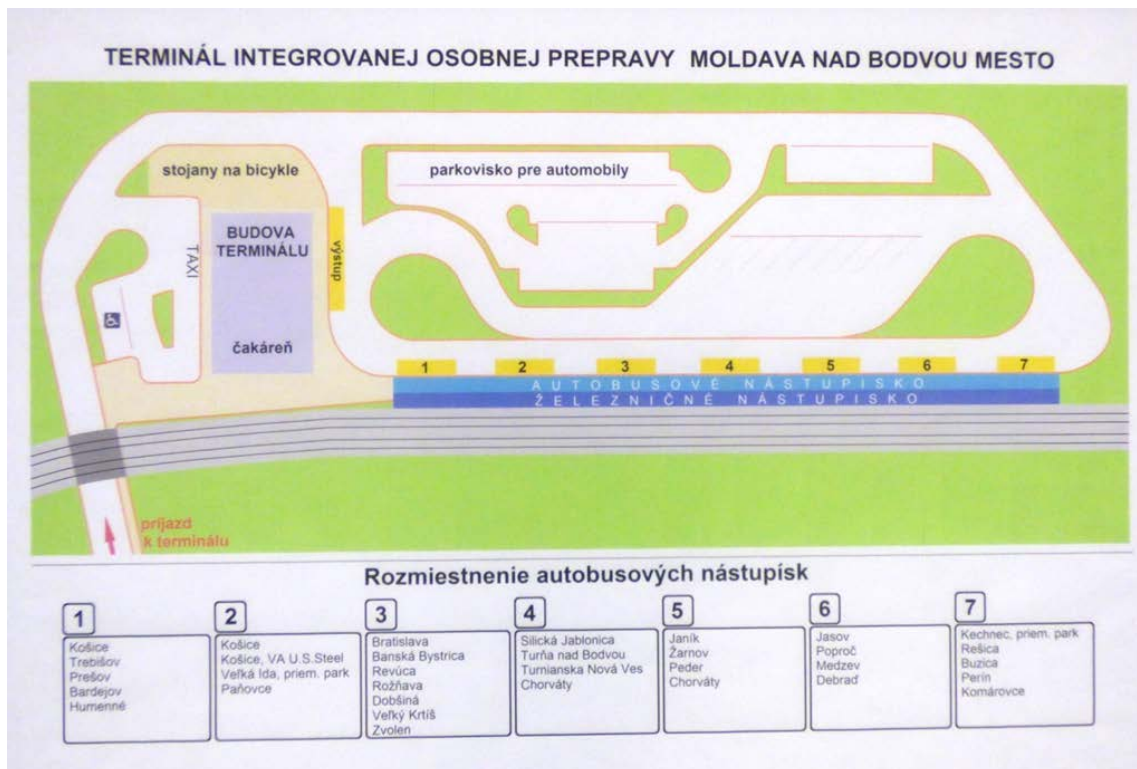 TERMINÁL INTEGROVANEJ OSOBNEJ PREPRAVY MOLDAVA NAD BODVOU MESTO
stojany na bicykle
parkovisko pre automobily
BUDOVA
TERMINÁLU
TAXI
výstup
čakáreň
1 2 3 4 5 6 7
AUTOBUSOVÉ NÁSTUPISKO
ŽELEZNIČNÉ NÁSTUPISKO
príjazd
k terminálu
Rozmiestnenie autobusových nástupísk
1
Košice
Trebišov
Prešov
Bardejov
Humenné
2
Košice
Košice, VA U.S.Steel
Veľká Ida, priem. park
Paňovce
3
Bratislava
Banská Bystrica
Revúca
Rožňava
Dobšiná
Veľký Krtíš
Zvolen
4
Silická Jablonica
Turňa nad Bodvou
Turnianska Nová Ves
Chorváty
5
Janík
Žarnov
Peder
Chorváty
6
Jasov
Poproč
Medzev
Debraď
7
Kechnec, priem. park
Rešica
Buzica
Perín
Komárovce